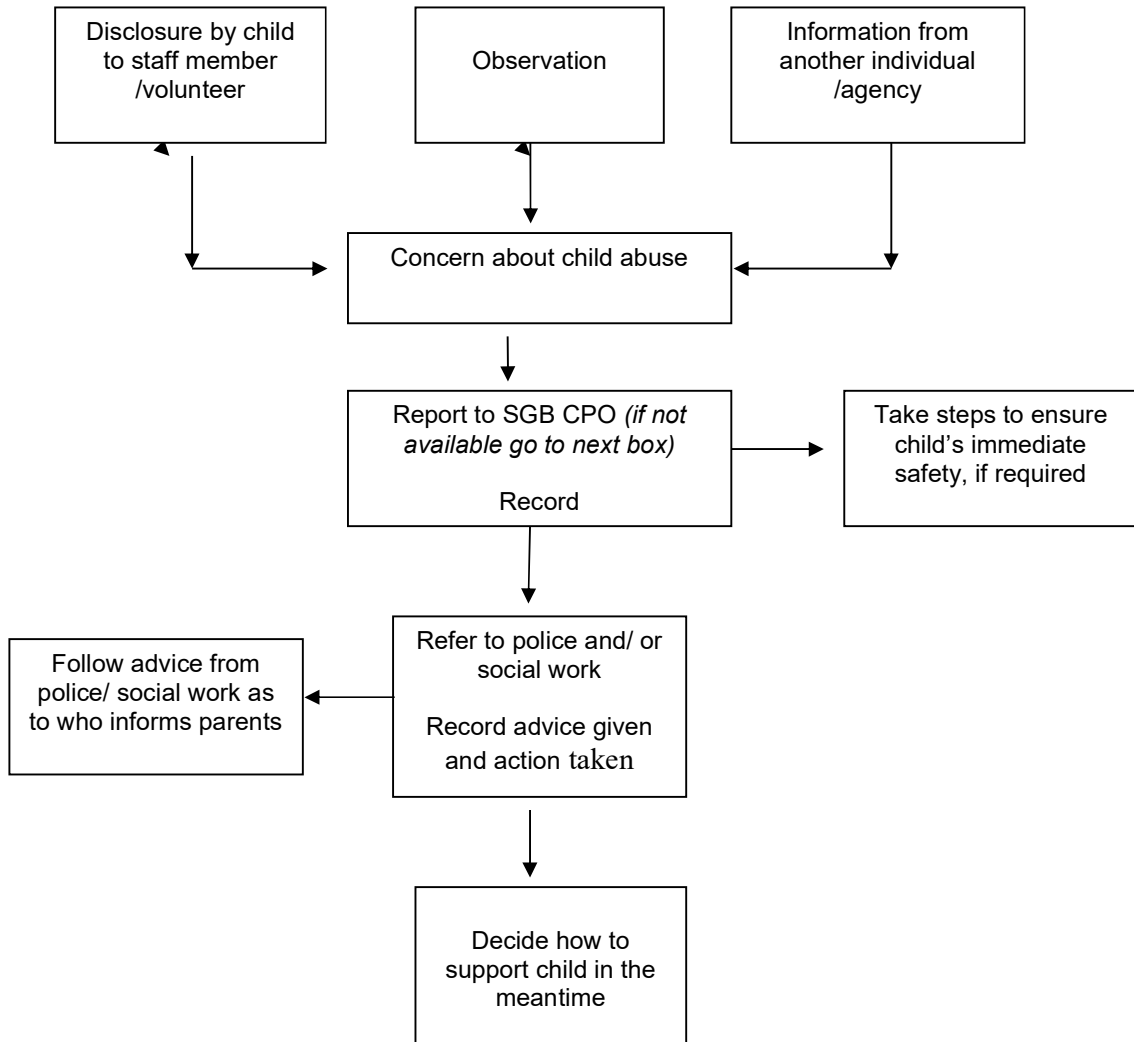 Disclosure by child
to staff member
/volunteer
Observation
Information from
another individual
/agency
Concern about child abuse
Report to SGB CPO (if not
available go to next box)
Record
Take steps to ensure
child’s immediate
safety, if required
Refer to police and/ or
social work
Record advice given
and action taken
Follow advice from
police/ social work as
to who informs parents
Decide how to
support child in the
meantime